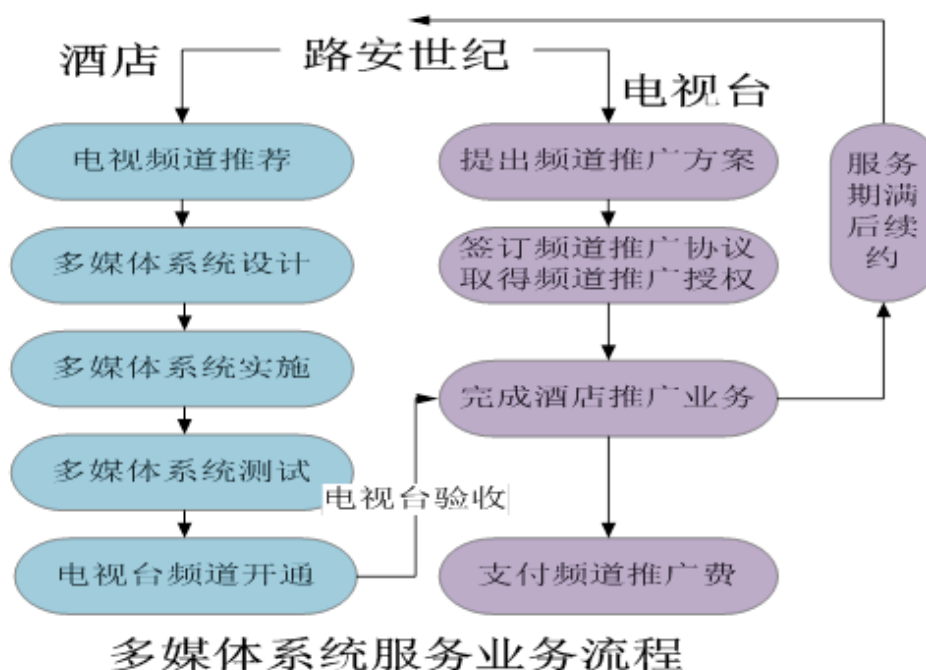 酒店
路安世纪
电视台
电视频道推荐
多媒体系统设计
多媒体系统实施
多媒体系统测试
电视台频道开通
电视台验收
提出频道推广方案
签订频道推广协议
取得频道推广授权
完成酒店推广业务
支付频道推广费
服务
期满
后续
约
多媒体系统服务业务流程